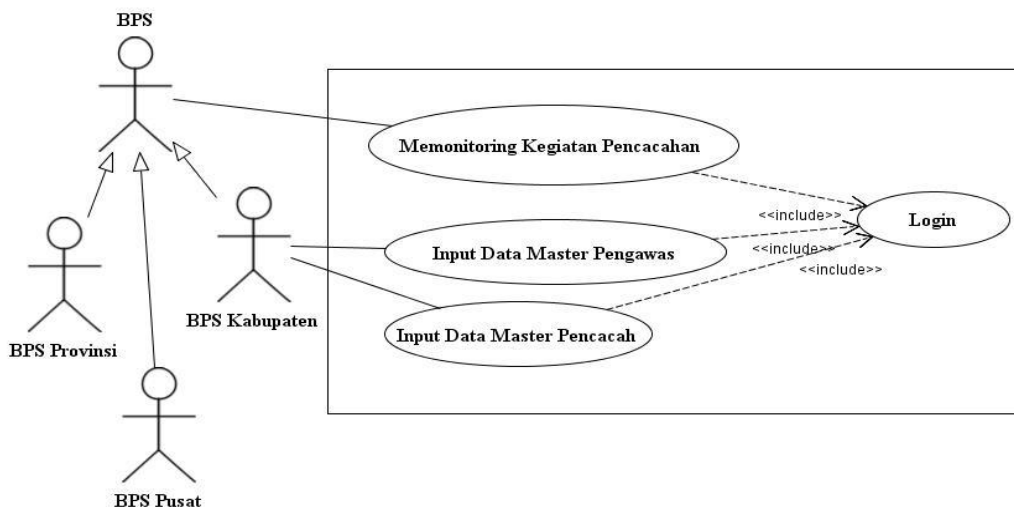 BPS
Memonitoring Kegiatan Pencacahan
Login
<<include>>
Input Data Master Pengawas
<<include>>
<<include>>
BPS Kabupaten
Input Data Master Pencacah
BPS Provinsi
BPS Pusat